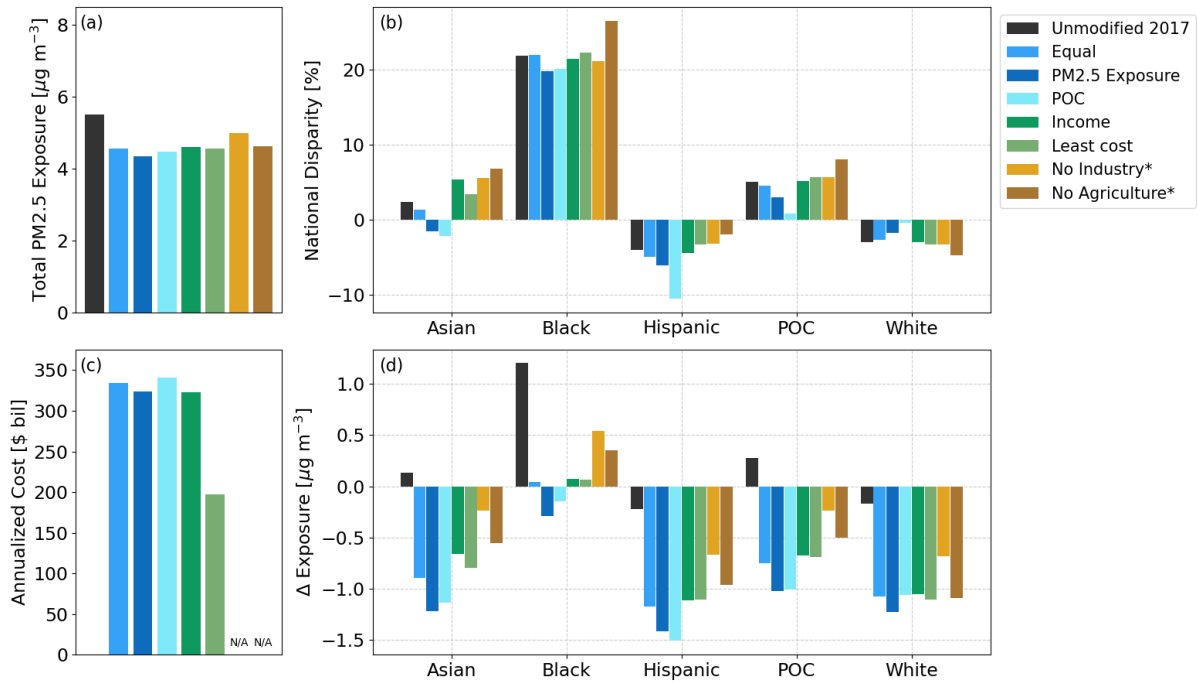 (a)
Total PM2.5 Exposure [μg m⁻³]
8
6
4
2
0
(b)
National Disparity [%]
20
10
0
−10
Asian
Black
Hispanic
POC
White
Unmodified 2017
Equal
PM2.5 Exposure
POC
Income
Least cost
No Industry*
No Agriculture*
(c)
Annualized Cost [$ bil]
350
300
250
200
150
100
50
0
N/A N/A
(d)
Δ Exposure [μg m⁻³]
1.0
0.5
0.0
−0.5
−1.0
−1.5
Asian
Black
Hispanic
POC
White